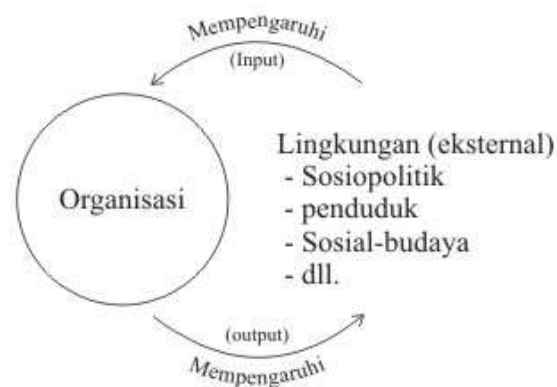 Mempengaruhi
(Input)
Organisasi
Lingkungan (eksternal)
- Sosiopolitik
- penduduk
- Sosial-budaya
- dll.
(output)
Mempengaruhi